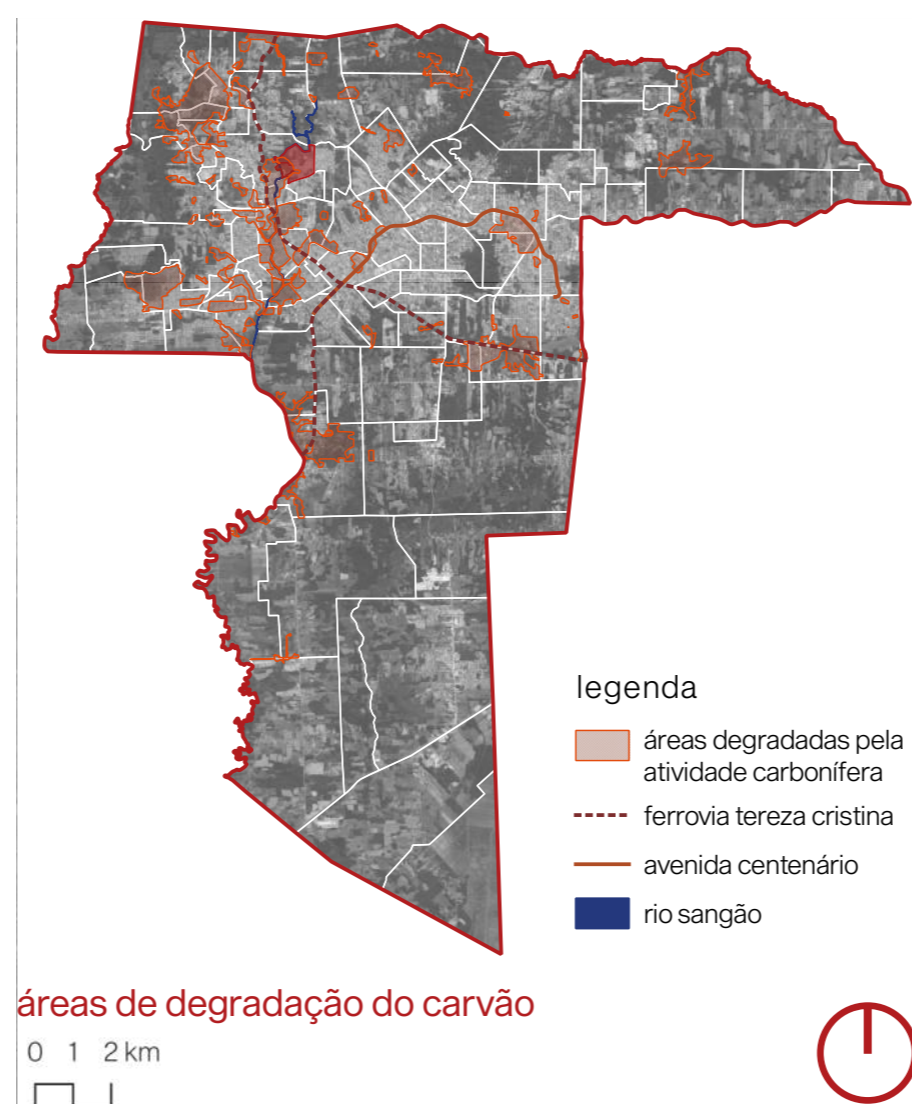 legenda
áreas degradadas pela
atividade carbonífera
ferrovia tereza cristina
avenida centenário
rio sangão
áreas de degradação do carvão
0 1 2 km